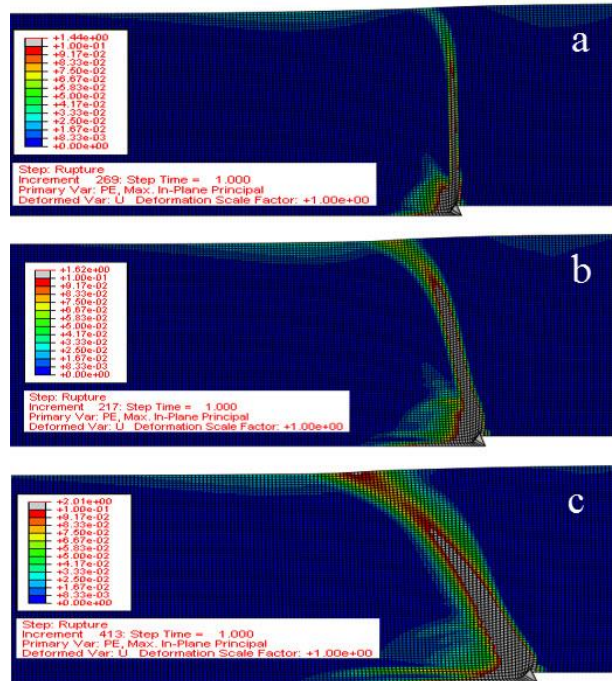 a
+1.44e+00
+1.00e-01
+9.17e-02
+8.33e-02
+7.50e-02
+6.67e-02
+5.83e-02
+5.00e-02
+4.17e-02
+3.33e-02
+2.50e-02
+1.67e-02
+8.33e-03
+0.00e+00
Step: Rupture
Increment 269: Step Time = 1.000
Primary Var: PE, Max. In-Plane Principal
Deformed Var: U Deformation Scale Factor: +1.00e+00
b
+1.62e+00
+1.00e-01
+9.17e-02
+8.33e-02
+7.50e-02
+6.67e-02
+5.83e-02
+5.00e-02
+4.17e-02
+3.33e-02
+2.50e-02
+1.67e-02
+8.33e-03
+0.00e+00
Step: Rupture
Increment 217: Step Time = 1.000
Primary Var: PE, Max. In-Plane Principal
Deformed Var: U Deformation Scale Factor: +1.00e+00
c
+2.01e+00
+1.00e-01
+9.17e-02
+8.33e-02
+7.50e-02
+6.67e-02
+5.83e-02
+5.00e-02
+4.17e-02
+3.33e-02
+2.50e-02
+1.67e-02
+8.33e-03
+0.00e+00
Step: Rupture
Increment 413: Step Time = 1.000
Primary Var: PE, Max. In-Plane Principal
Deformed Var: U Deformation Scale Factor: +1.00e+00